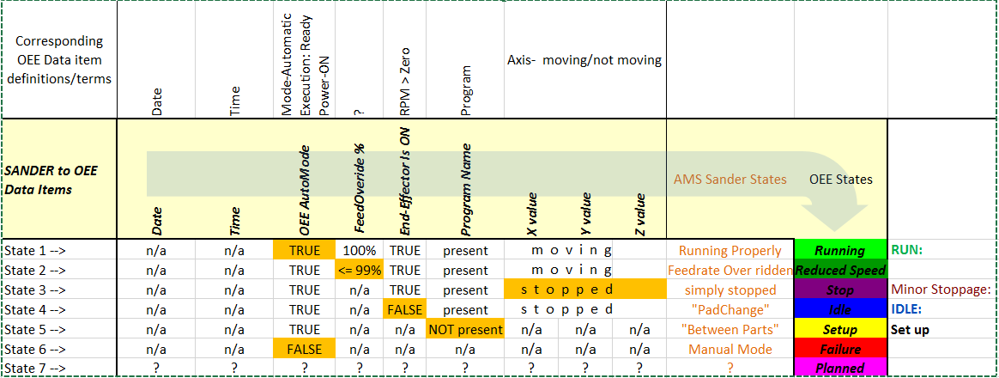 Corresponding OEE Data item definitions/terms Date Time Mode-Automatic Execution: Ready Power-ON ? RPM > Zero Program Axis- moving/not moving
SANDER to OEE Data Items Date Time OEE AutoMode FeedOveride % End-Effector Is ON Program Name X value Y value Z value AMS Sander States OEE States
State 1 --> n/a n/a TRUE 100% TRUE present moving Running Properly Running RUN:
State 2 --> n/a n/a TRUE <= 99% TRUE present moving Feedrate Over ridden Reduced Speed
State 3 --> n/a n/a TRUE n/a TRUE present stopped simply stopped Stop Minor Stoppage:
State 4 --> n/a n/a TRUE n/a FALSE present stopped "PadChange" Idle IDLE:
State 5 --> n/a n/a TRUE n/a n/a NOT present n/a n/a n/a "Between Parts" Setup Set up
State 6 --> n/a n/a FALSE n/a n/a n/a n/a n/a n/a Manual Mode Failure
State 7 --> ? ? ? ? ? ? ? ? ? ? Planned